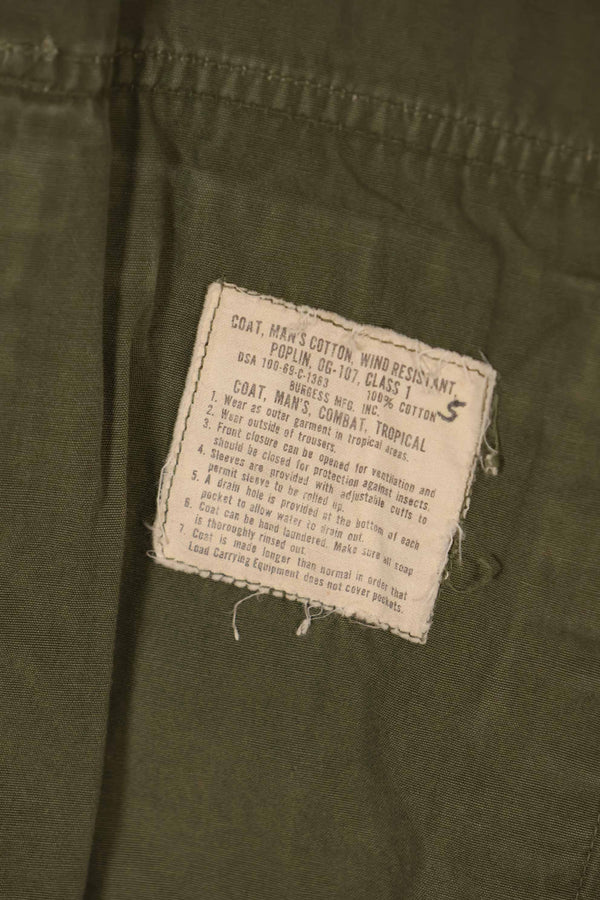 COAT, MAN'S COTTON, WIND RESISTANT
POPLIN, OG-107, CLASS 1
DSA 100-69-C-1363 100% COTTON
BURGESS MFG. INC. 5
COAT, MAN'S, COMBAT, TROPICAL
1. Wear as outer garment in tropical areas.
2. Wear outside of trousers.
3. Front closure can be opened for ventilation and
should be closed for protection against insects.
4. Sleeves are provided with adjustable cuffs to
permit sleeve to be rolled up.
5. A drain hole is provided at the bottom of each
pocket to allow water to drain out.
6. Coat can be hand laundered. Make sure all soap
is thoroughly rinsed out.
7. Coat is made longer than normal in order that
Load Carrying Equipment does not cover pockets.